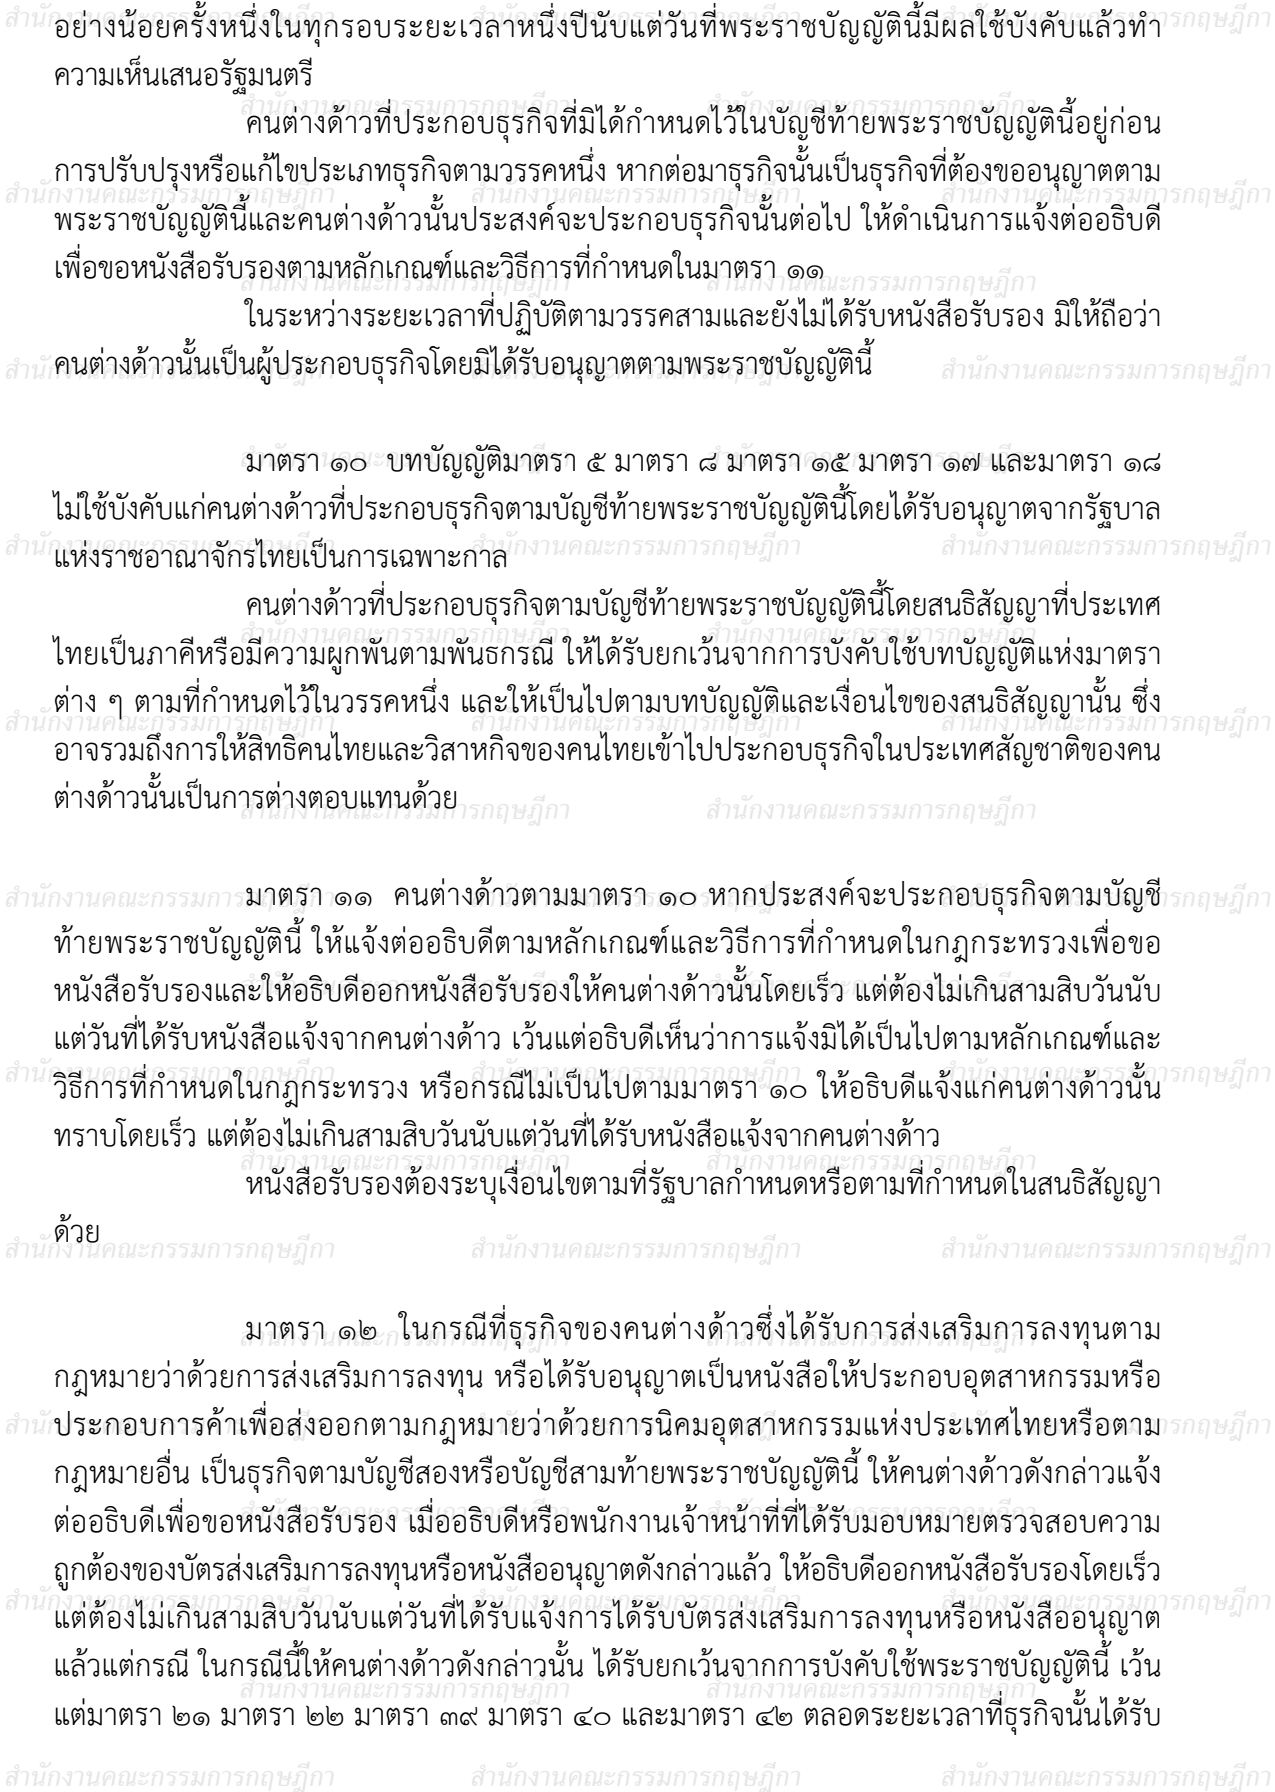 อย่างน้อยครั้งหนึ่งในทุกรอบระยะเวลาหนึ่งปีนับแต่วันที่พระราชบัญญัตินี้มีผลใช้บังคับแล้วทำ
ความเห็นเสนอรัฐมนตรี
คนต่างด้าวที่ประกอบธุรกิจที่มิได้กำหนดไว้ในบัญชีท้ายพระราชบัญญัตินี้อยู่ก่อน
การปรับปรุงหรือแก้ไขประเภทธุรกิจตามวรรคหนึ่ง หากต่อมาธุรกิจนั้นเป็นธุรกิจที่ต้องขออนุญาตตาม
พระราชบัญญัตินี้และคนต่างด้าวนั้นประสงค์จะประกอบธุรกิจนั้นต่อไป ให้ดำเนินการแจ้งต่ออธิบดี
เพื่อขอหนังสือรับรองตามหลักเกณฑ์และวิธีการที่กำหนดในมาตรา ๑๑
ในระหว่างระยะเวลาที่ปฏิบัติตามวรรคสามและยังไม่ได้รับหนังสือรับรอง มิให้ถือว่า
คนต่างด้าวนั้นเป็นผู้ประกอบธุรกิจโดยมิได้รับอนุญาตตามพระราชบัญญัตินี้
มาตรา ๑๐  บทบัญญัติมาตรา ๕ มาตรา ๘ มาตรา ๑๕ มาตรา ๑๗ และมาตรา ๑๘
ไม่ใช้บังคับแก่คนต่างด้าวที่ประกอบธุรกิจตามบัญชีท้ายพระราชบัญญัตินี้โดยได้รับอนุญาตจากรัฐบาล
แห่งราชอาณาจักรไทยเป็นการเฉพาะกาล
คนต่างด้าวที่ประกอบธุรกิจตามบัญชีท้ายพระราชบัญญัตินี้โดยสนธิสัญญาที่ประเทศ
ไทยเป็นภาคีหรือมีความผูกพันตามพันธกรณี ให้ได้รับยกเว้นจากการบังคับใช้บทบัญญัติแห่งมาตรา
ต่าง ๆ ตามที่กำหนดไว้ในวรรคหนึ่ง และให้เป็นไปตามบทบัญญัติและเงื่อนไขของสนธิสัญญานั้น ซึ่ง
อาจรวมถึงการให้สิทธิคนไทยและวิสาหกิจของคนไทยเข้าไปประกอบธุรกิจในประเทศสัญชาติของคน
ต่างด้าวนั้นเป็นการต่างตอบแทนด้วย
มาตรา ๑๑  คนต่างด้าวตามมาตรา ๑๐ หากประสงค์จะประกอบธุรกิจตามบัญชี
ท้ายพระราชบัญญัตินี้ ให้แจ้งต่ออธิบดีตามหลักเกณฑ์และวิธีการที่กำหนดในกฎกระทรวงเพื่อขอ
หนังสือรับรองและให้อธิบดีออกหนังสือรับรองให้คนต่างด้าวนั้นโดยเร็ว แต่ต้องไม่เกินสามสิบวันนับ
แต่วันที่ได้รับหนังสือแจ้งจากคนต่างด้าว เว้นแต่อธิบดีเห็นว่าการแจ้งมิได้เป็นไปตามหลักเกณฑ์และ
วิธีการที่กำหนดในกฎกระทรวง หรือกรณีไม่เป็นไปตามมาตรา ๑๐ ให้อธิบดีแจ้งแก่คนต่างด้าวนั้น
ทราบโดยเร็ว แต่ต้องไม่เกินสามสิบวันนับแต่วันที่ได้รับหนังสือแจ้งจากคนต่างด้าว
หนังสือรับรองต้องระบุเงื่อนไขตามที่รัฐบาลกำหนดหรือตามที่กำหนดในสนธิสัญญา
ด้วย
มาตรา ๑๒  ในกรณีที่ธุรกิจของคนต่างด้าวซึ่งได้รับการส่งเสริมการลงทุนตาม
กฎหมายว่าด้วยการส่งเสริมการลงทุน หรือได้รับอนุญาตเป็นหนังสือให้ประกอบอุตสาหกรรมหรือ
ประกอบการค้าเพื่อส่งออกตามกฎหมายว่าด้วยการนิคมอุตสาหกรรมแห่งประเทศไทยหรือตาม
กฎหมายอื่น เป็นธุรกิจตามบัญชีสองหรือบัญชีสามท้ายพระราชบัญญัตินี้ ให้คนต่างด้าวดังกล่าวแจ้ง
ต่ออธิบดีเพื่อขอหนังสือรับรอง เมื่ออธิบดีหรือพนักงานเจ้าหน้าที่ที่ได้รับมอบหมายตรวจสอบความ
ถูกต้องของบัตรส่งเสริมการลงทุนหรือหนังสืออนุญาตดังกล่าวแล้ว ให้อธิบดีออกหนังสือรับรองโดยเร็ว
แต่ต้องไม่เกินสามสิบวันนับแต่วันที่ได้รับแจ้งการได้รับบัตรส่งเสริมการลงทุนหรือหนังสืออนุญาต
แล้วแต่กรณี ในกรณีนี้ให้คนต่างด้าวดังกล่าวนั้น ได้รับยกเว้นจากการบังคับใช้พระราชบัญญัตินี้ เว้น
แต่มาตรา ๒๑ มาตรา ๒๒ มาตรา ๓๙ มาตรา ๔๐ และมาตรา ๔๒ ตลอดระยะเวลาที่ธุรกิจนั้นได้รับ
สำนักงานคณะกรรมการกฤษฎีกา สำนักงานคณะกรรมการกฤษฎีกา สำนักงานคณะกรรมการกฤษฎีกา